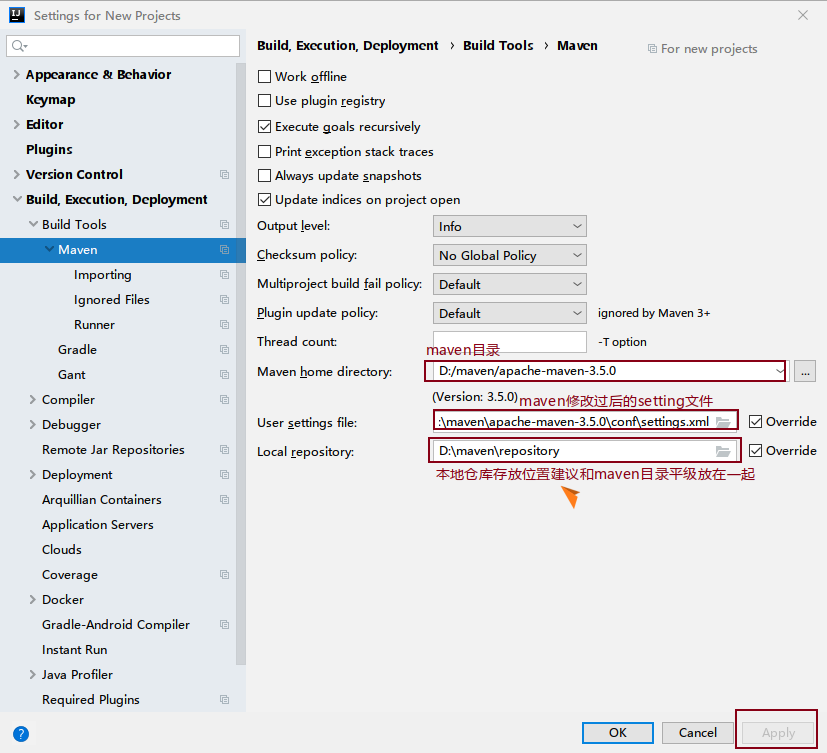 Settings for New Projects
Build, Execution, Deployment › Build Tools › Maven For new projects
Appearance & Behavior
Keymap
Editor
Plugins
Version Control
Build, Execution, Deployment
Build Tools
Maven
Importing
Ignored Files
Runner
Gradle
Gant
Compiler
Debugger
Remote Jar Repositories
Deployment
Arquillian Containers
Application Servers
Clouds
Coverage
Docker
Gradle-Android Compiler
Instant Run
Java Profiler
Required Plugins
Work offline
Use plugin registry
Execute goals recursively
Print exception stack traces
Always update snapshots
Update indices on project open
Output level: Info
Checksum policy: No Global Policy
Multiproject build fail policy: Default
Plugin update policy: Default ignored by Maven 3+
Thread count: -T option
maven目录
Maven home directory: D:/maven/apache-maven-3.5.0 ...
(Version: 3.5.0) maven修改过后的setting文件
User settings file: :\maven\apache-maven-3.5.0\conf\settings.xml Override
Local repository: D:\maven\repository Override
本地仓库存放位置建议和maven目录平级放在一起
? OK Cancel Apply